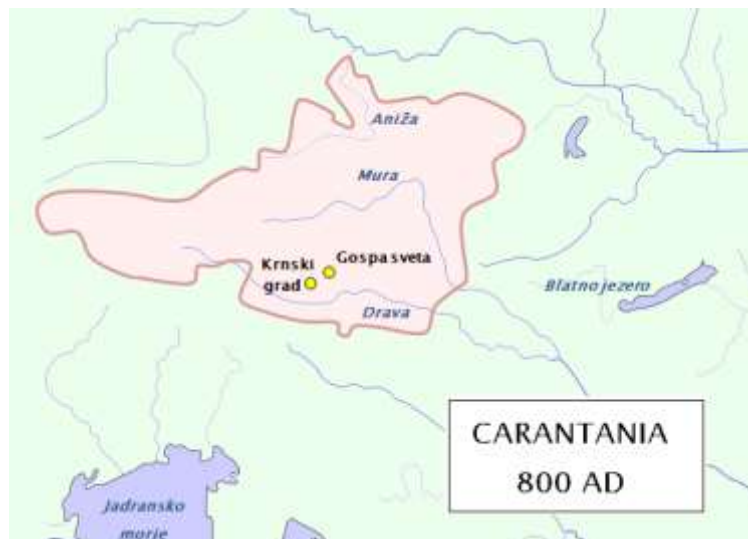 Aniža
Mura
Gospa sveta
Krnski
grad
Blatno jezero
Drava
CARANTANIA
800 AD
Jadransko
morje